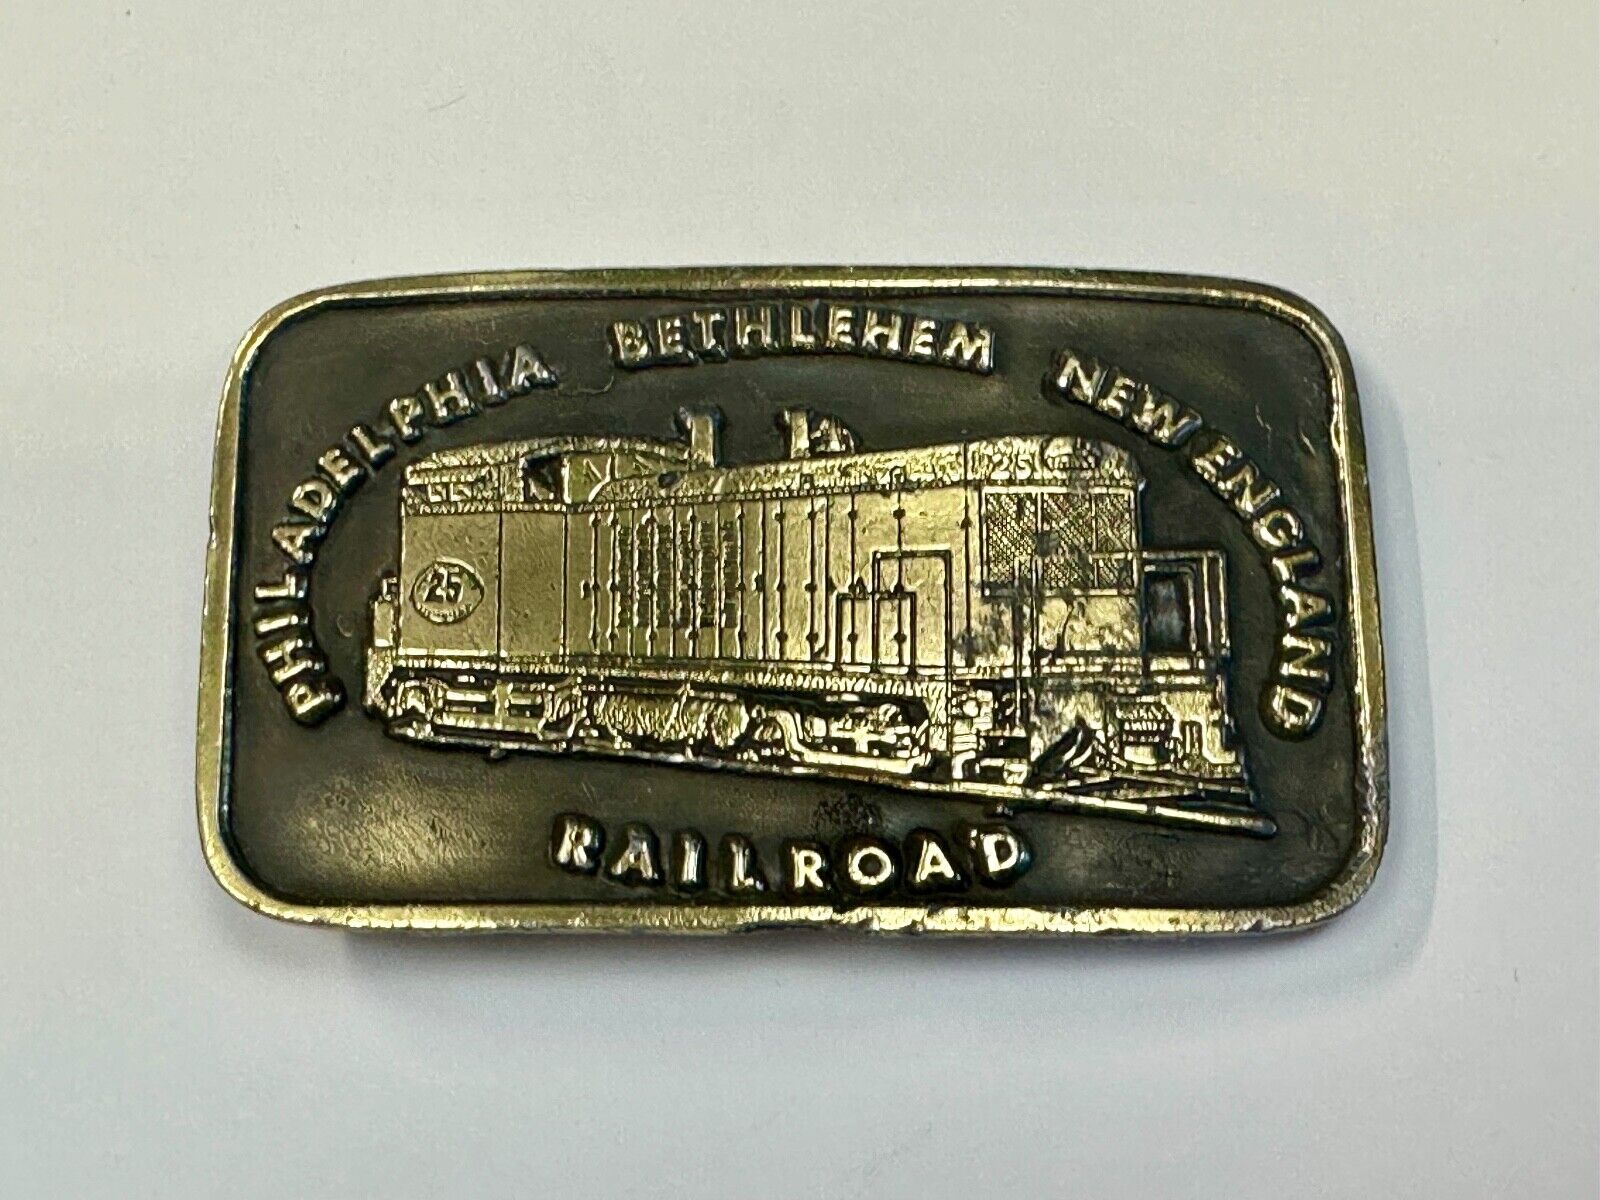 PHILADELPHIA BETHLEHEM NEW ENGLAND
25
25
RAILROAD